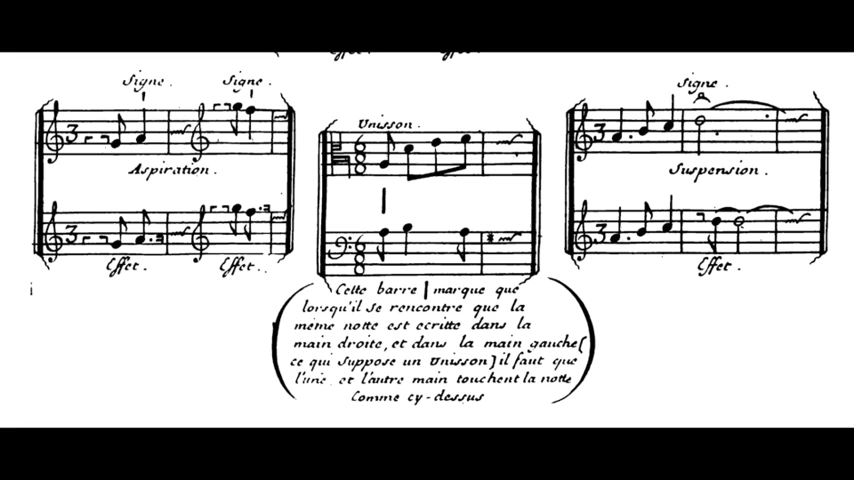 Effet. Effet.
Signe. Signe.
Aspiration.
Effet. Effet.
Unisson.
Cette barre | marque que
lorsqu'il se rencontre que la
même notte est ecritte dans la
main droite, et dans la main gauche (
ce qui suppose un Unisson) il faut que
l'une et l'autre main touchent la notte
Comme cy-dessus
Signe.
Suspension.
Effet.